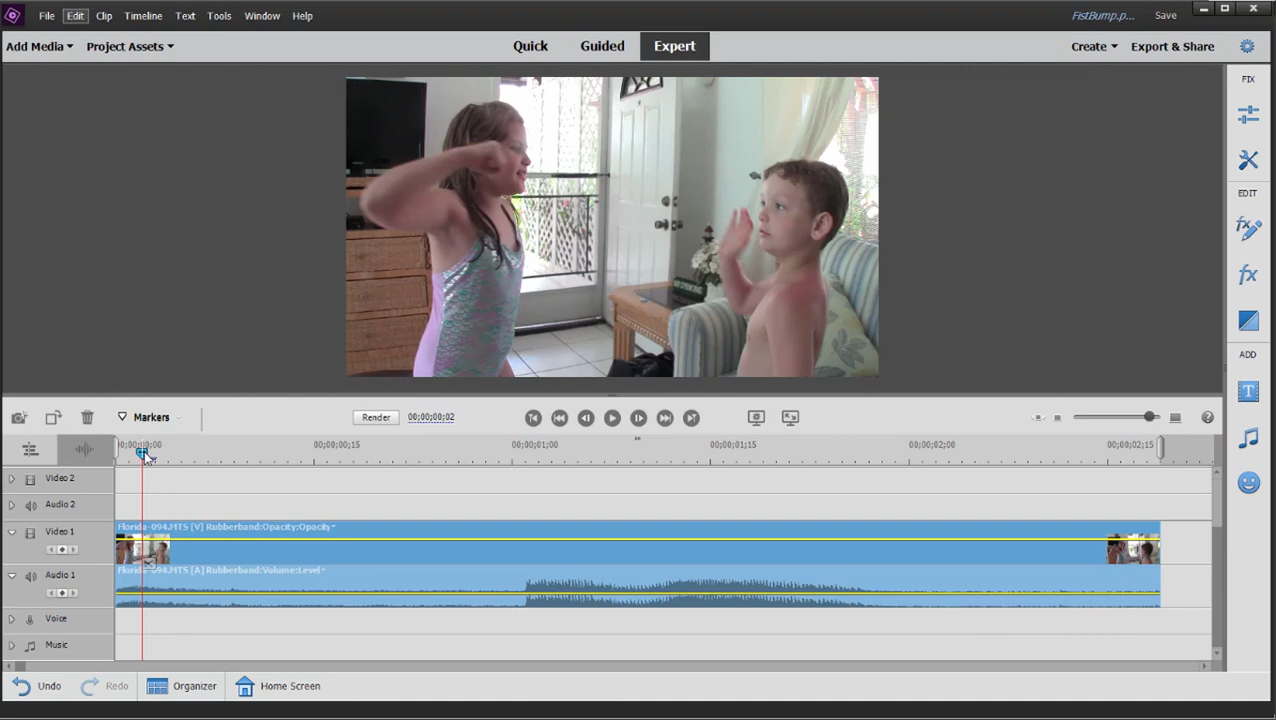 File Edit Clip Timeline Text Tools Window Help FistBump.p... Save
Add Media Project Assets Quick Guided Expert Create Export & Share
FIX
EDIT
ADD
Markers Render 00;00;00;02
00;00;00;15 00;00;01;00 00;00;01;15 00;00;02;00 00;00;02;15
Video 2
Audio 2
Florida-094.MTS [V] Rubberband:Opacity:Opacity
Video 1
Florida-094.MTS [A] Rubberband:Volume:Level
Audio 1
Voice
Music
Undo Redo Organizer Home Screen